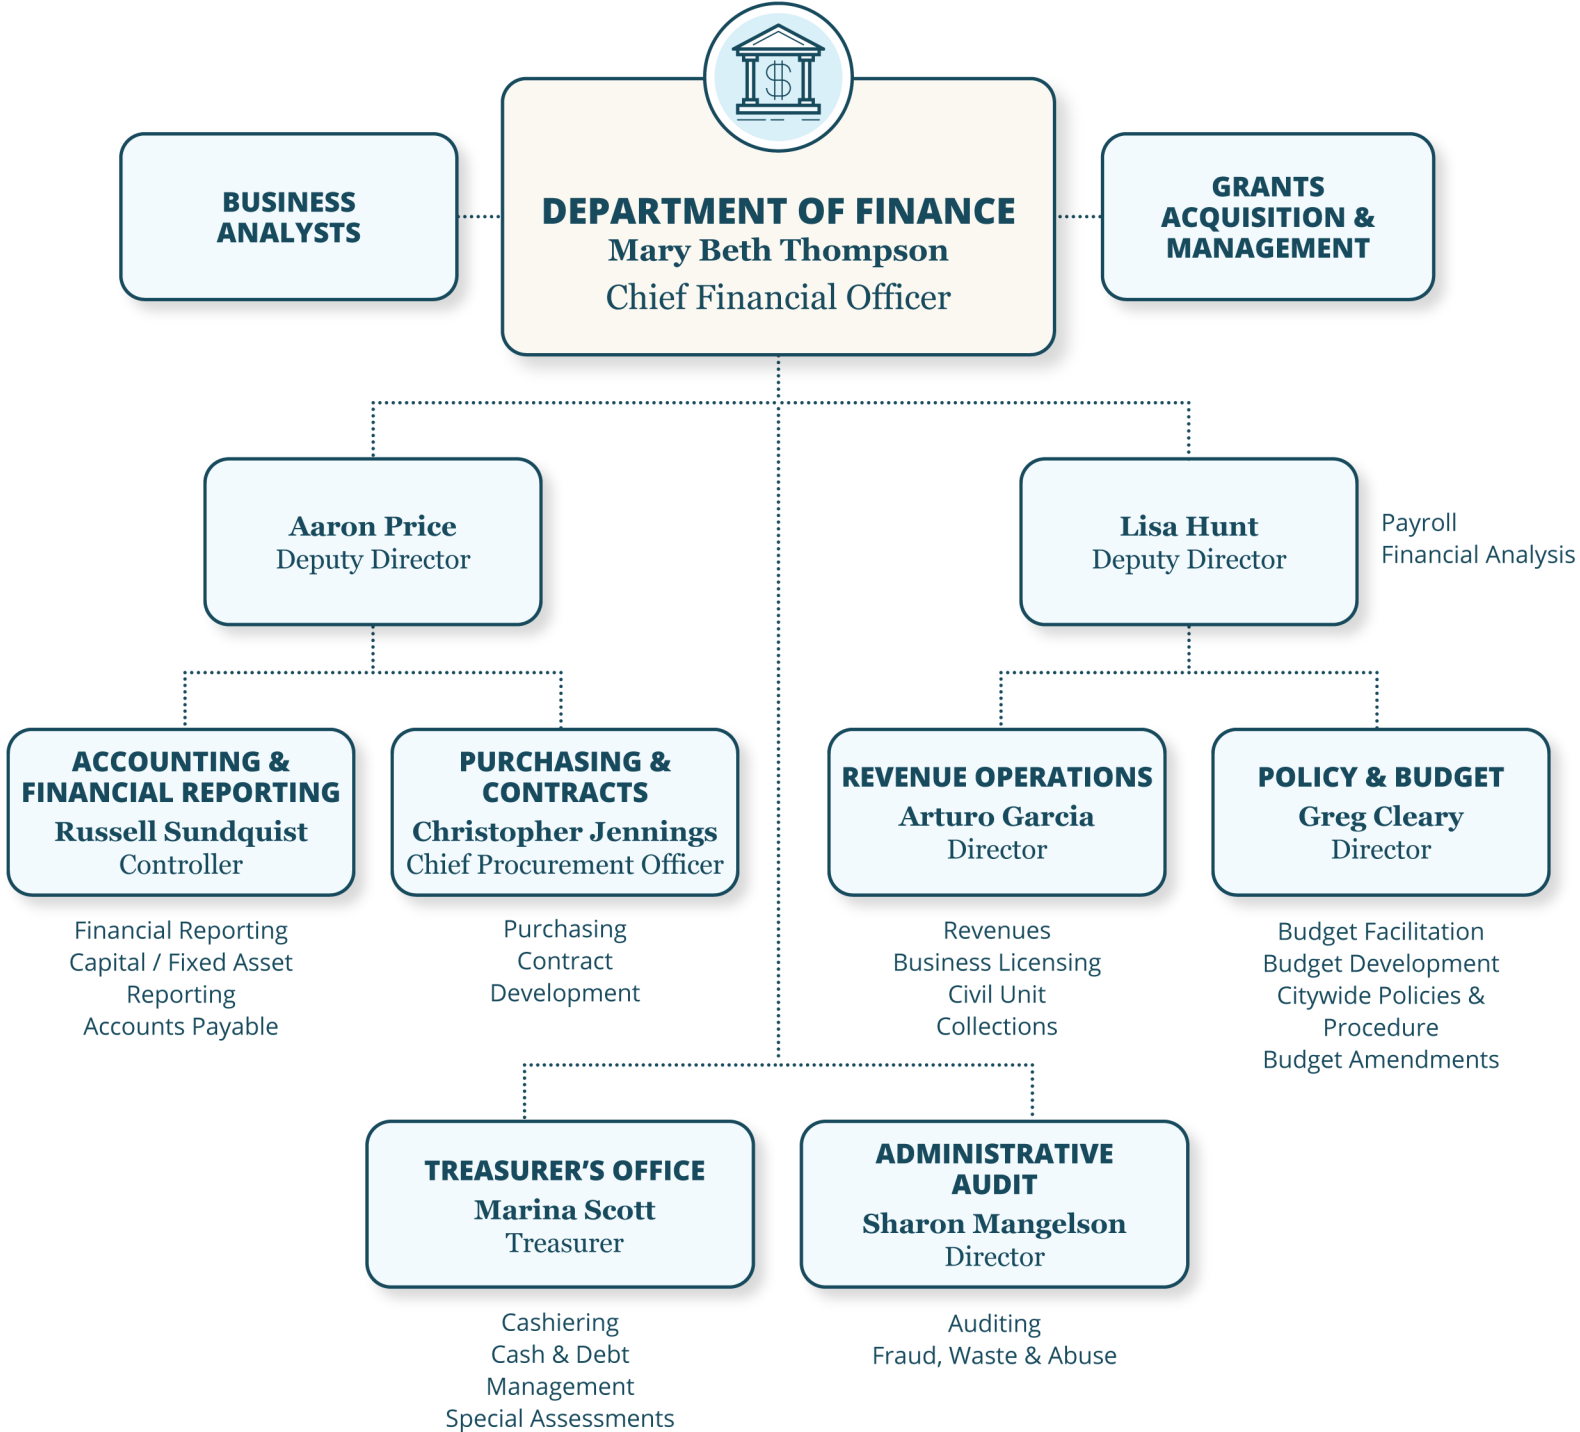 BUSINESS
ANALYSTS
$
DEPARTMENT OF FINANCE
Mary Beth Thompson
Chief Financial Officer
GRANTS
ACQUISITION &
MANAGEMENT
Aaron Price
Deputy Director
Lisa Hunt
Deputy Director
Payroll
Financial Analysis
ACCOUNTING &
FINANCIAL REPORTING
Russell Sundquist
Controller
Financial Reporting
Capital / Fixed Asset
Reporting
Accounts Payable
PURCHASING &
CONTRACTS
Christopher Jennings
Chief Procurement Officer
Purchasing
Contract
Development
REVENUE OPERATIONS
Arturo Garcia
Director
Revenues
Business Licensing
Civil Unit
Collections
POLICY & BUDGET
Greg Cleary
Director
Budget Facilitation
Budget Development
Citywide Policies &
Procedure
Budget Amendments
TREASURER’S OFFICE
Marina Scott
Treasurer
Cashiering
Cash & Debt
Management
Special Assessments
ADMINISTRATIVE
AUDIT
Sharon Mangelson
Director
Auditing
Fraud, Waste & Abuse